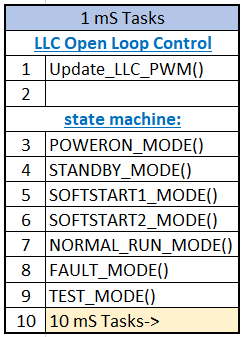 1 mS Tasks
LLC Open Loop Control
1 Update_LLC_PWM()
2
state machine:
3 POWERON_MODE()
4 STANDBY_MODE()
5 SOFTSTART1_MODE()
6 SOFTSTART2_MODE()
7 NORMAL_RUN_MODE()
8 FAULT_MODE()
9 TEST_MODE()
10 10 mS Tasks->